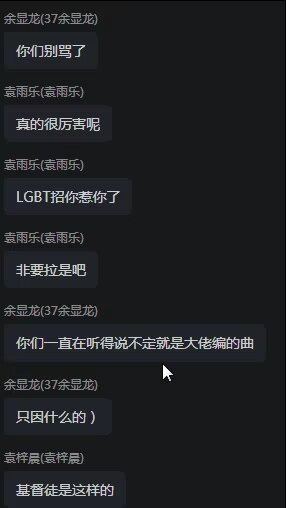 余显龙(37余显龙)
你们别骂了
袁雨乐(袁雨乐)
真的很厉害呢
袁雨乐(袁雨乐)
LGBT招你惹你了
袁雨乐(袁雨乐)
非要拉是吧
余显龙(37余显龙)
你们一直在听得说不定就是大佬编的曲
余显龙(37余显龙)
只因什么的）
袁梓晨(袁梓晨)
基督徒是这样的